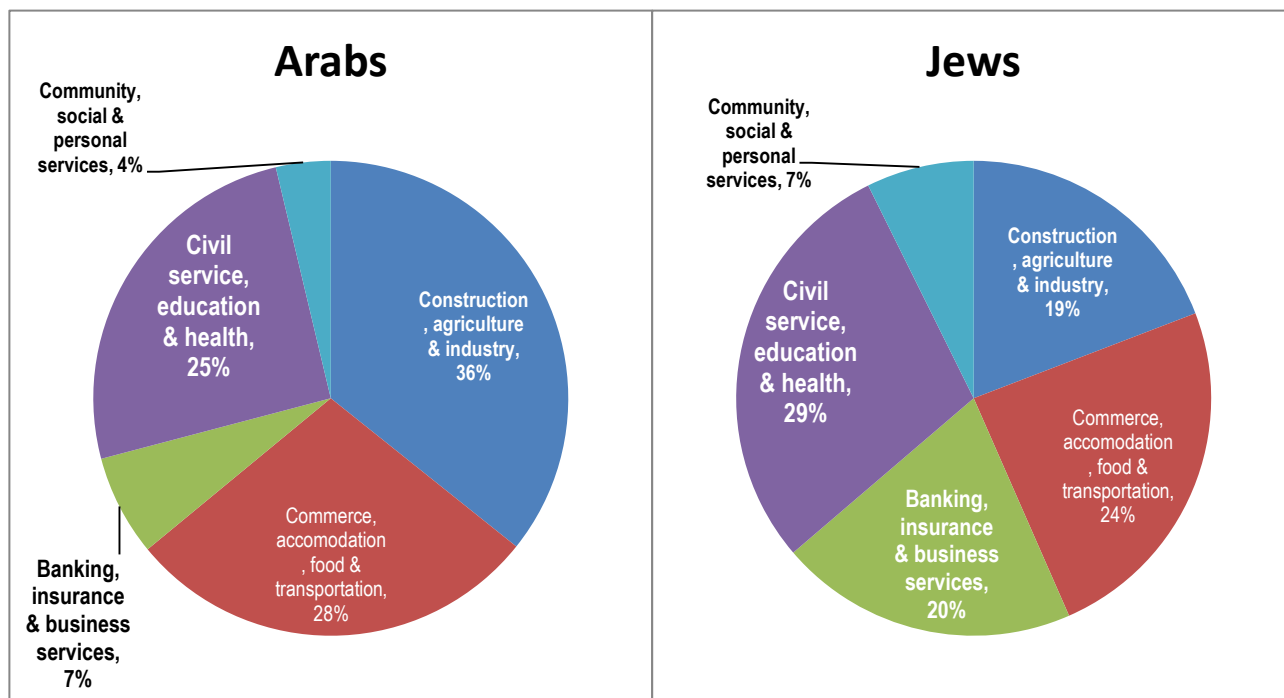 Arabs
Community,
social &
personal
services, 4%
Civil
service,
education
& health,
25%
Construction
, agriculture
& industry,
36%
Commerce,
accomodation
, food &
transportation,
28%
Banking,
insurance
& business
services,
7%
Jews
Community,
social &
personal
services, 7%
Construction
, agriculture
& industry,
19%
Civil
service,
education
& health,
29%
Commerce,
accomodation
, food &
transportation,
24%
Banking,
insurance
& business
services,
20%